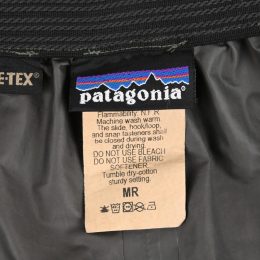 E-TEX®
patagonia®
Flammability: N.F.R.
Machine wash warm.
The slide, hook/loop,
and snap fasteners shall
be closed during wash
and drying.
DO NOT USE BLEACH
DO NOT USE FABRIC
SOFTENER.
Tumble dry-cotton
sturdy setting.
MR